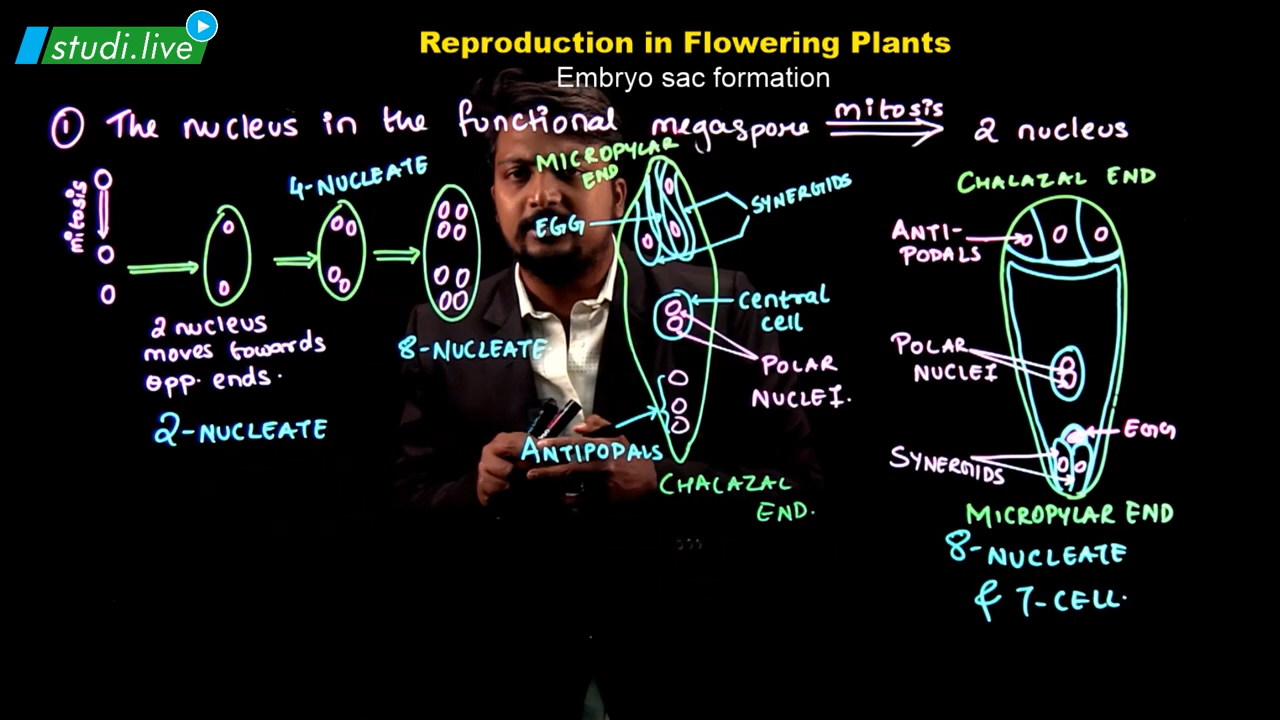 studi.live
Reproduction in Flowering Plants
Embryo sac formation
① The nucleus in the functional megaspore mitosis 2 nucleus
mitosis
2 nucleus
moves towards
opp. ends.
2-NUCLEATE
4-NUCLEATE
8-NUCLEATE
MICROPYLAR
END
EGG
SYNERGIDS
Central
cell
POLAR
NUCLEI.
ANTIPODALS
CHALAZAL
END.
CHALAZAL END
ANTI-
PODALS
POLAR
NUCLEI
EGG
SYNERGIDS
MICROPYLAR END
8-NUCLEATE
& 7-CELL.